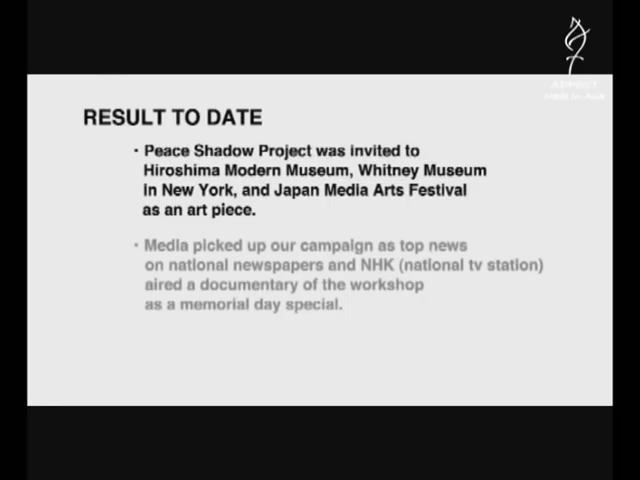 RESULT TO DATE
· Peace Shadow Project was invited to
Hiroshima Modern Museum, Whitney Museum
in New York, and Japan Media Arts Festival
as an art piece.
· Media picked up our campaign as top news
on national newspapers and NHK (national tv station)
aired a documentary of the workshop
as a memorial day special.